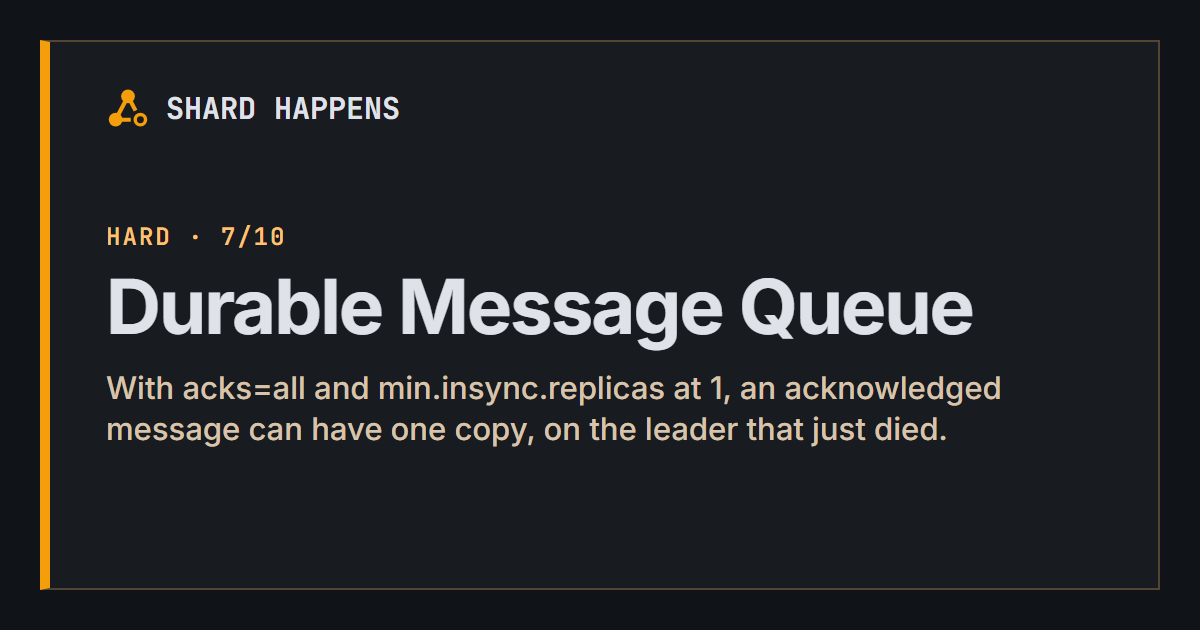 SHARD HAPPENS
HARD · 7/10
Durable Message Queue
With acks=all and min.insync.replicas at 1, an acknowledged
message can have one copy, on the leader that just died.